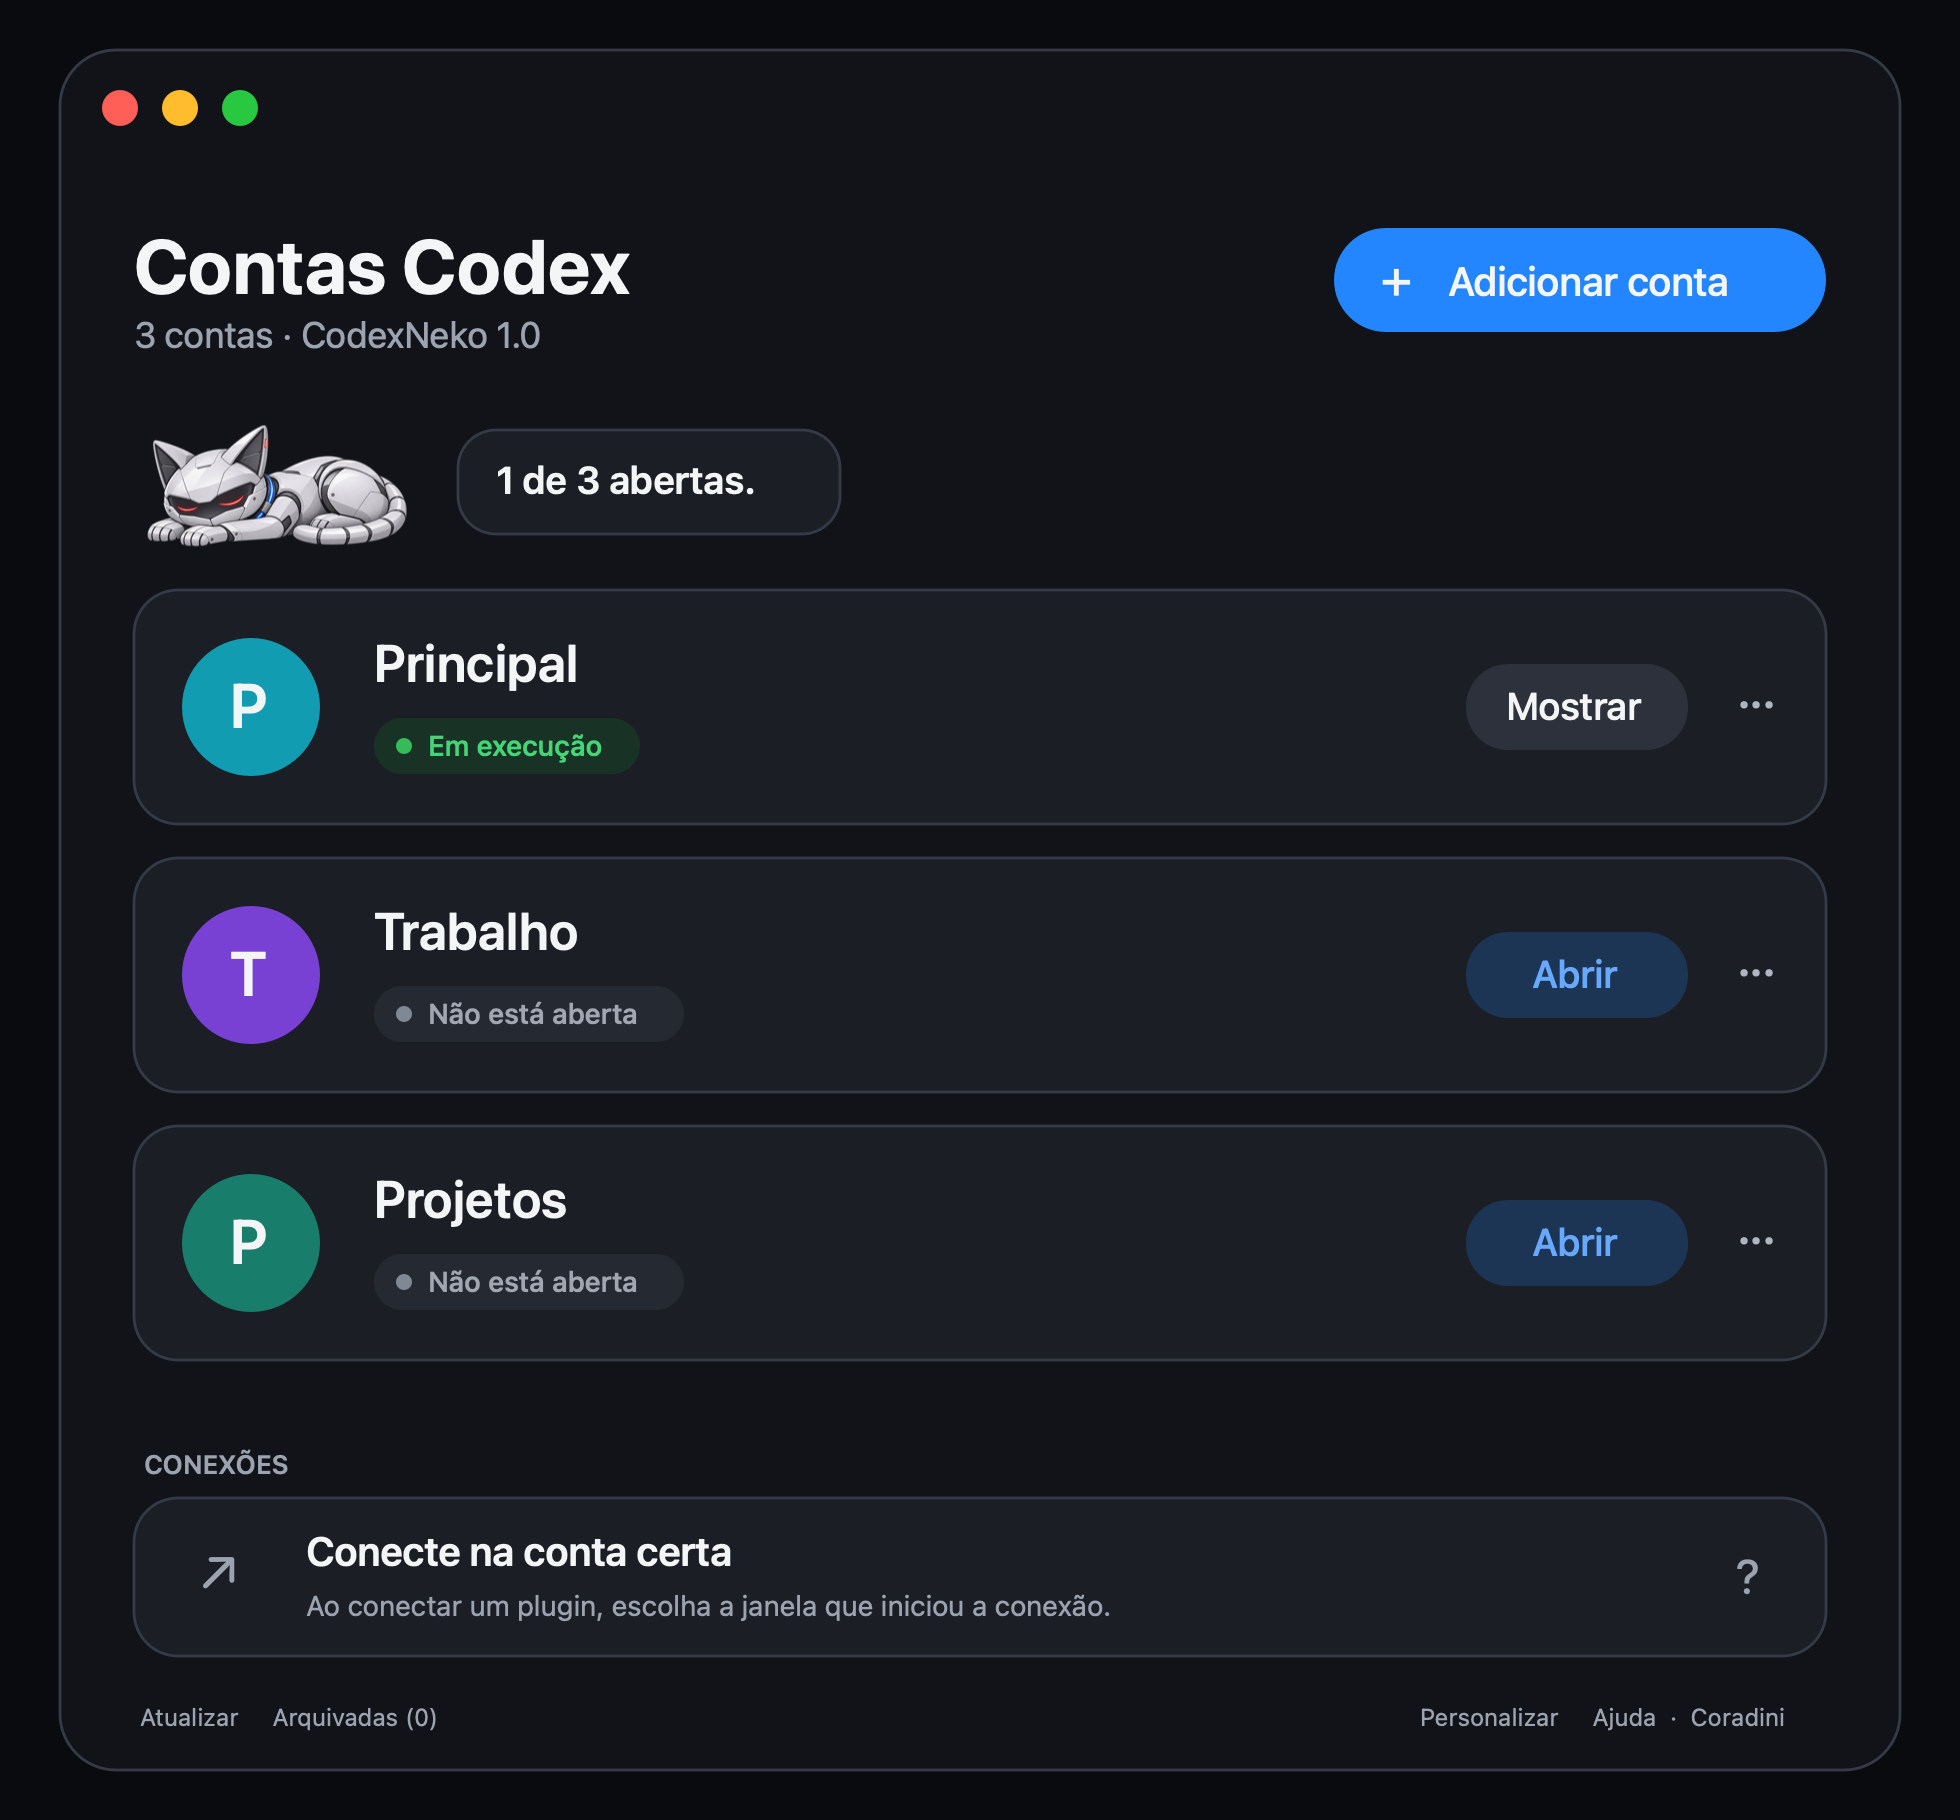 Contas Codex
+ Adicionar conta
3 contas · CodexNeko 1.0
1 de 3 abertas.
P
Principal
Em execução
Mostrar
T
Trabalho
Não está aberta
Abrir
P
Projetos
Não está aberta
Abrir
CONEXÕES
Conecte na conta certa
Ao conectar um plugin, escolha a janela que iniciou a conexão.
?
Atualizar Arquivadas (0) Personalizar Ajuda · Coradini